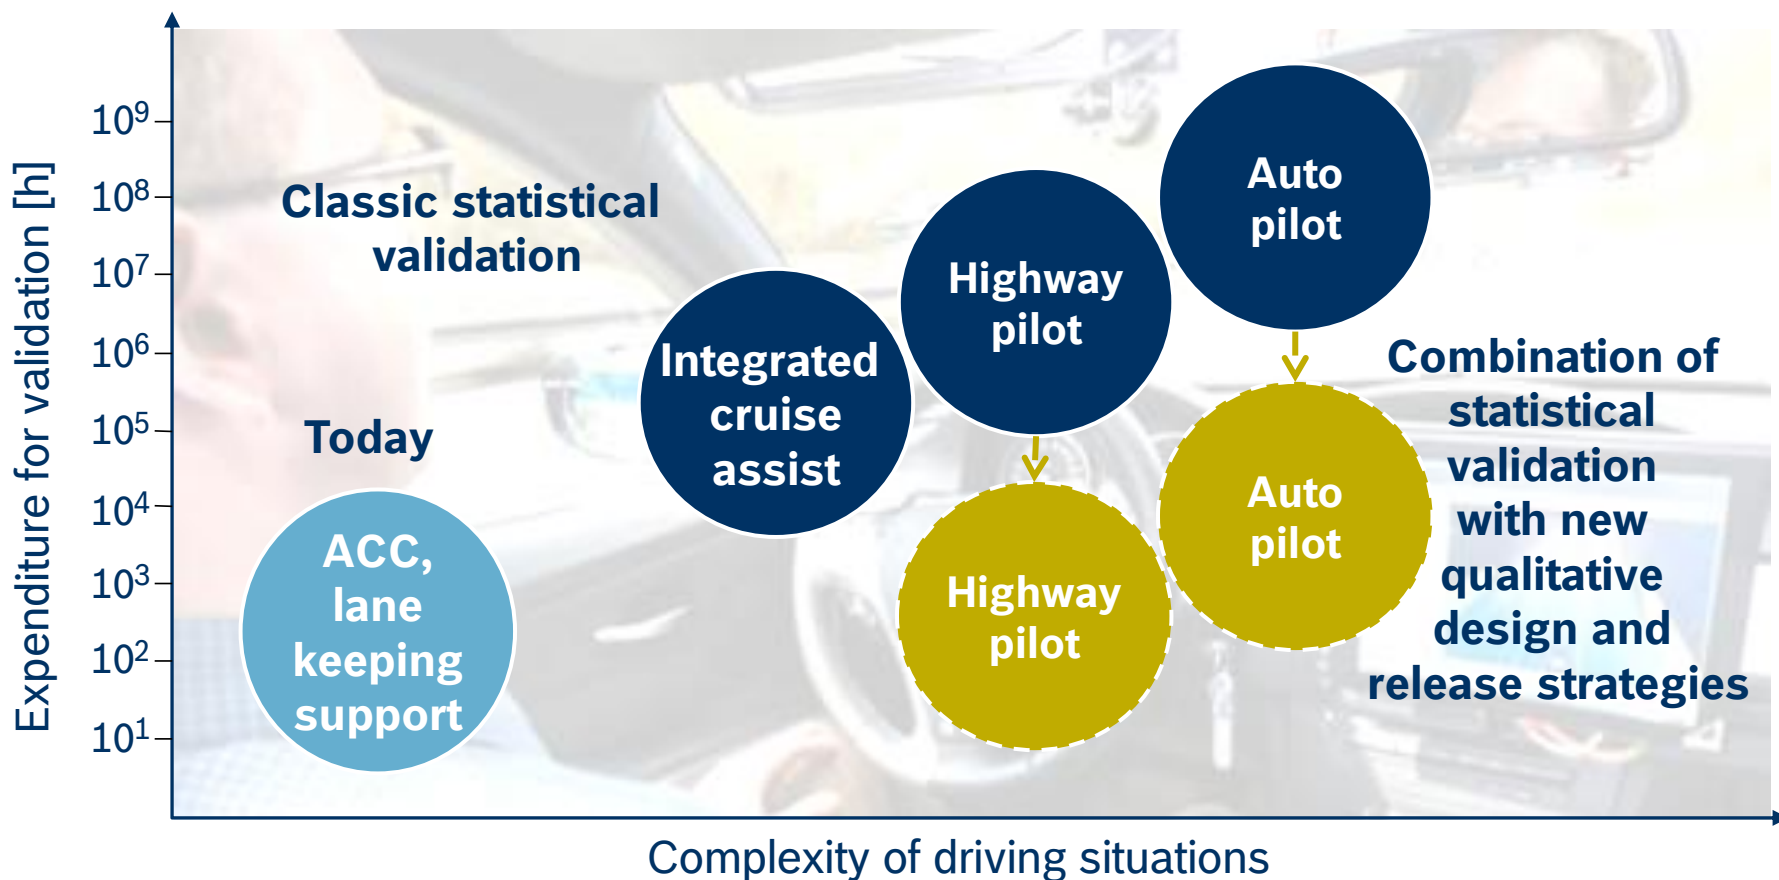 Expenditure for validation [h]
10⁹
10⁸
10⁷
10⁶
10⁵
10⁴
10³
10²
10¹
Classic statistical
validation
Today
ACC,
lane
keeping
support
Integrated
cruise
assist
Highway
pilot
Auto
pilot
Highway
pilot
Auto
pilot
Combination of
statistical
validation
with new
qualitative
design and
release strategies
Complexity of driving situations